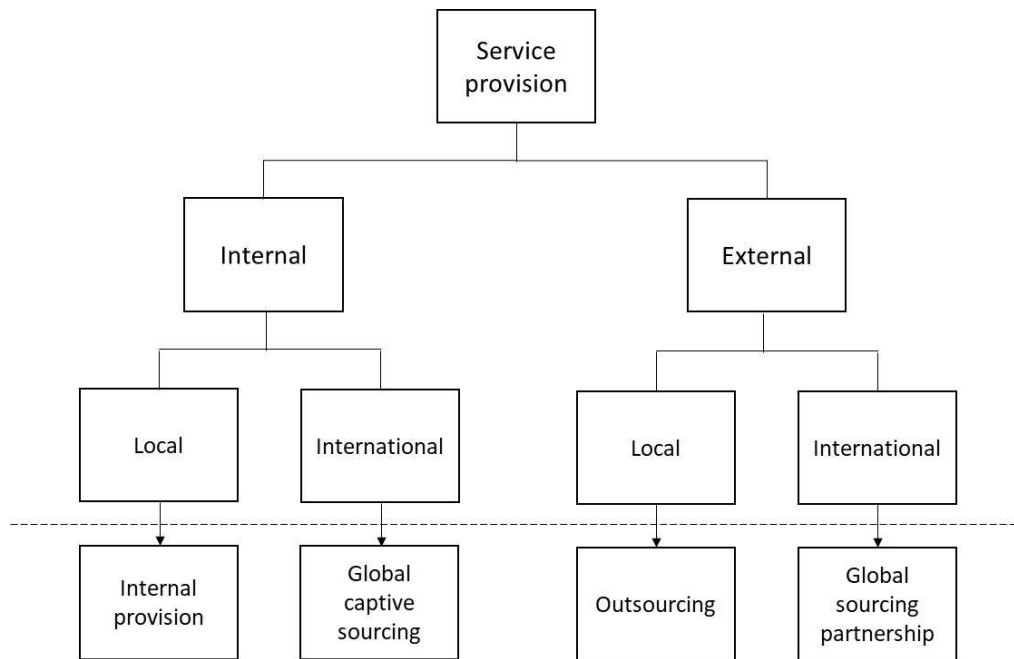 Service
provision
Internal
External
Local
International
Local
International
Internal
provision
Global
captive
sourcing
Outsourcing
Global
sourcing
partnership